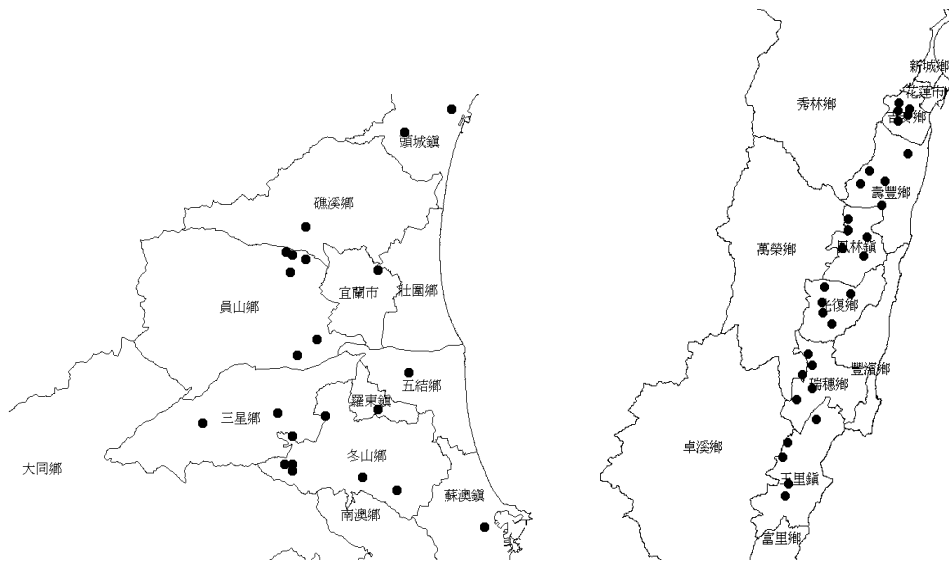 頭城鎮
礁溪鄉
宜蘭市
壯圍鄉
員山鄉
五結鄉
羅東鎮
三星鄉
冬山鄉
大同鄉
蘇澳鎮
南澳鄉
新城鄉
花蓮市
秀林鄉
吉安鄉
壽豐鄉
萬榮鄉
鳳林鎮
光復鄉
豐濱鄉
瑞穗鄉
卓溪鄉
玉里鎮
富里鄉